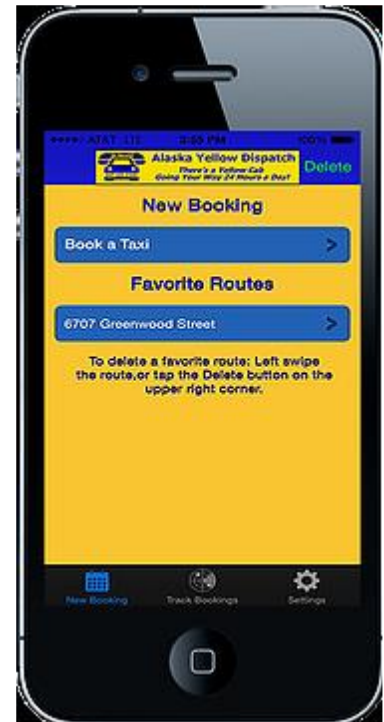 AT&T LTE 3:55 PM 100%
Alaska Yellow Dispatch
There's a Yellow Cab
Going Your Way 24 Hours a Day!
Delete
New Booking
Book a Taxi >
Favorite Routes
6707 Greenwood Street >
To delete a favorite route: Left swipe
the route,or tap the Delete button on the
upper right corner.
New Booking Track Bookings Settings